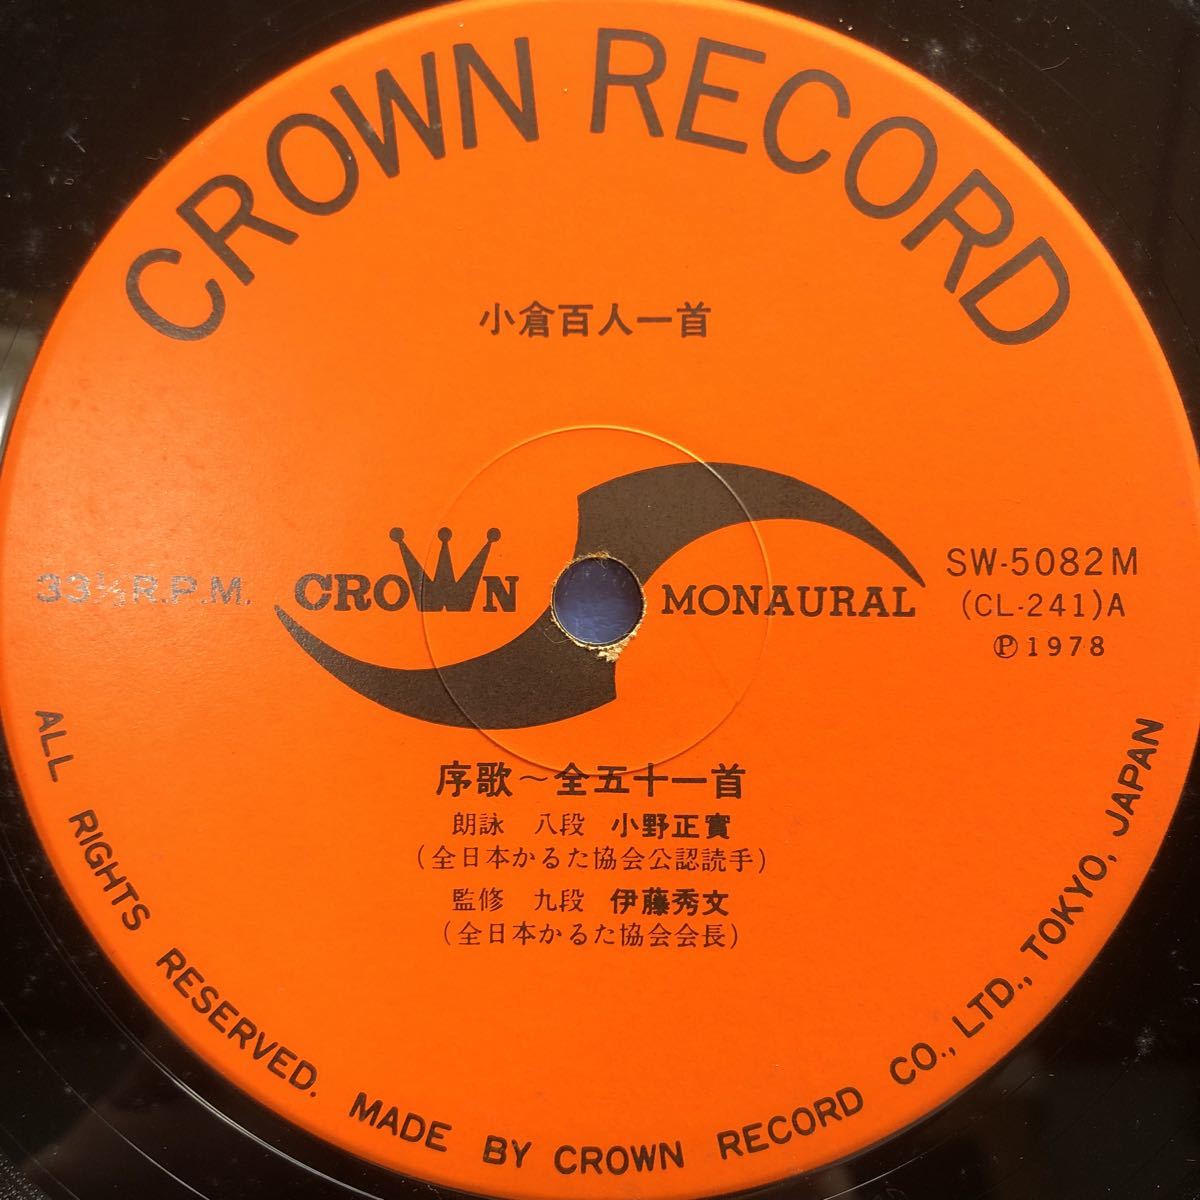 CROWN RECORD
小倉百人一首
33⅓ R.P.M.
CROWN
MONAURAL
SW-5082M
(CL-241)A
Ⓟ1978
序歌〜全五十一首
朗詠 八段 小野正實
(全日本かるた協会公認読手)
監修 九段 伊藤秀文
(全日本かるた協会会長)
ALL RIGHTS RESERVED. MADE BY CROWN RECORD CO., LTD., TOKYO, JAPAN